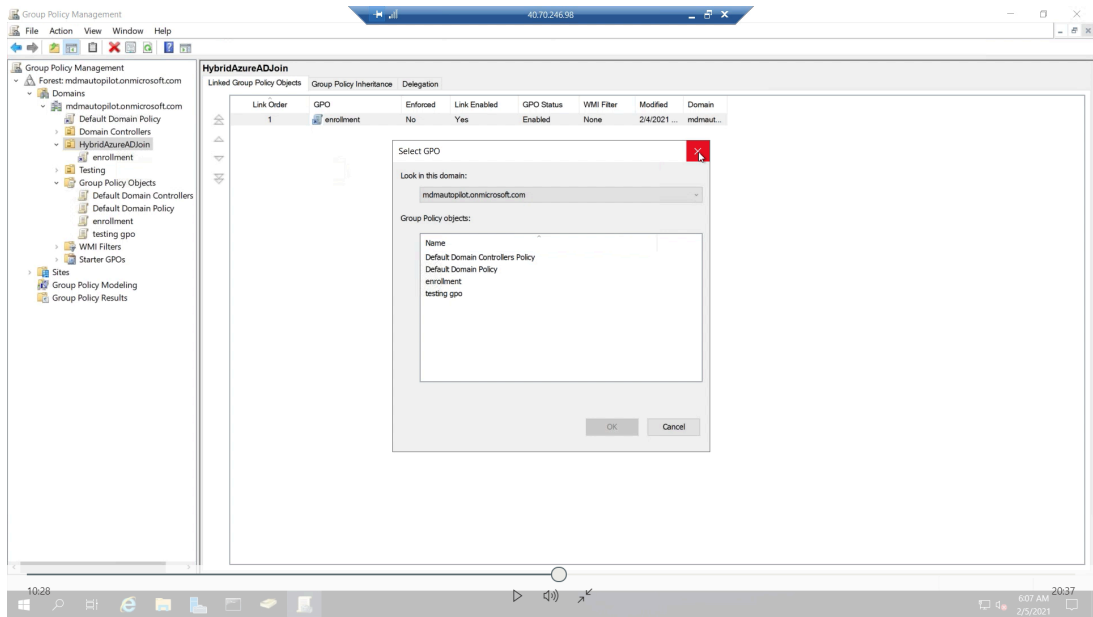 Group Policy Management
40.70.246.98
File Action View Window Help
Group Policy Management
Forest: mdmautopilot.onmicrosoft.com
Domains
mdmautopilot.onmicrosoft.com
Default Domain Policy
Domain Controllers
HybridAzureADJoin
enrollment
Testing
Group Policy Objects
Default Domain Controllers
Default Domain Policy
enrollment
testing gpo
WMI Filters
Starter GPOs
Sites
Group Policy Modeling
Group Policy Results
HybridAzureADJoin
Linked Group Policy Objects Group Policy Inheritance Delegation
Link Order GPO Enforced Link Enabled GPO Status WMI Filter Modified Domain
1 enrollment No Yes Enabled None 2/4/2021 ... mdmaut...
Select GPO
Look in this domain:
mdmautopilot.onmicrosoft.com
Group Policy objects:
Name
Default Domain Controllers Policy
Default Domain Policy
enrollment
testing gpo
OK Cancel
10:28
20:37
6:07 AM
2/5/2021